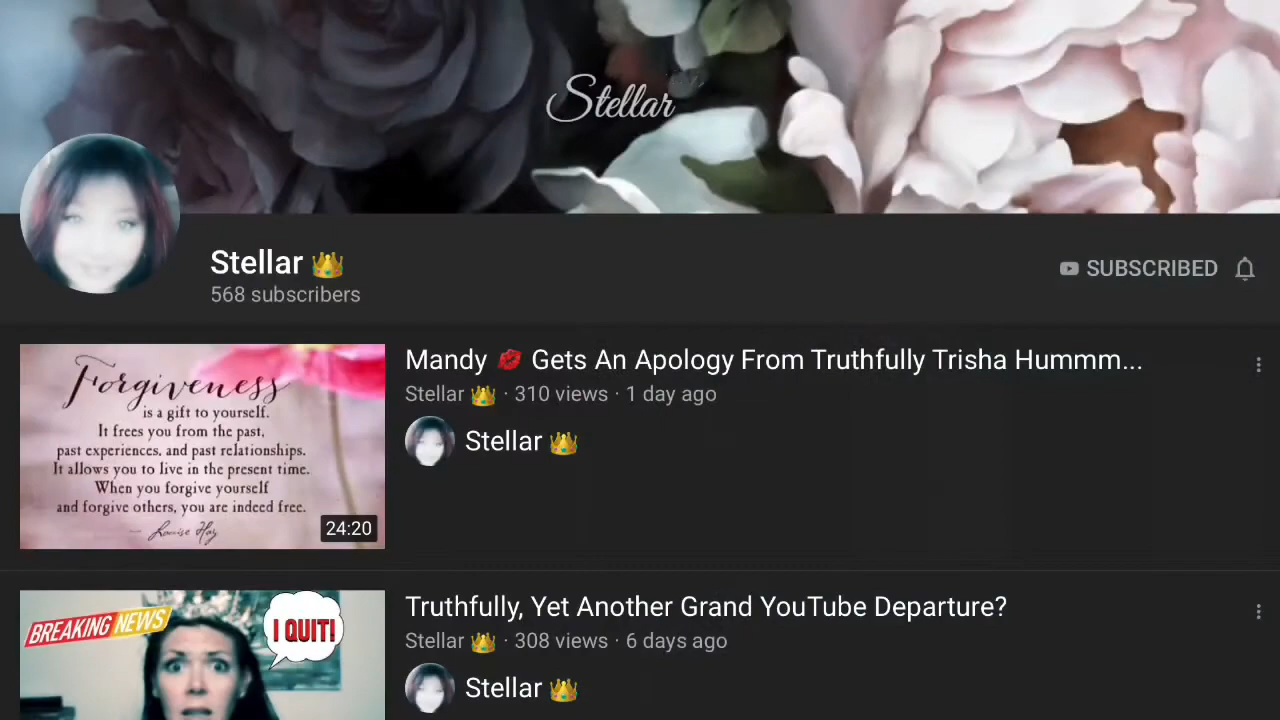 Stellar
Stellar 👑
568 subscribers
SUBSCRIBED
Forgiveness
is a gift to yourself.
It frees you from the past,
past experiences, and past relationships.
It allows you to live in the present time.
When you forgive yourself
and forgive others, you are indeed free.
— Louise Hay
24:20
Mandy 💋 Gets An Apology From Truthfully Trisha Hummm...
Stellar 👑 · 310 views · 1 day ago
Stellar 👑
BREAKING NEWS
I QUIT!
Truthfully, Yet Another Grand YouTube Departure?
Stellar 👑 · 308 views · 6 days ago
Stellar 👑